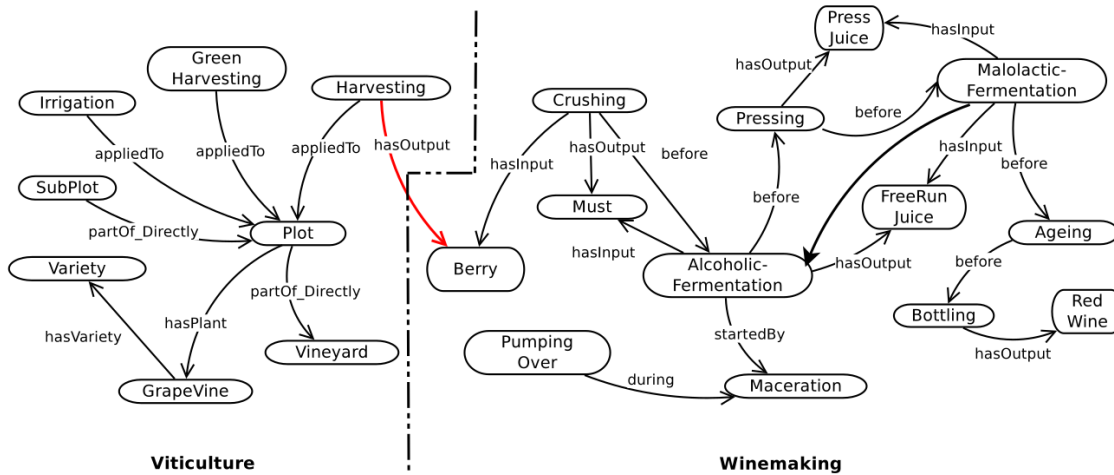 Green
Harvesting
Irrigation
Harvesting
appliedTo
appliedTo
appliedTo
hasOutput
SubPlot
partOf_Directly
Plot
Variety
partOf_Directly
hasPlant
hasVariety
Vineyard
GrapeVine
Viticulture
Berry
Press
Juice
hasInput
hasOutput
Malolactic-
Fermentation
Crushing
Pressing
before
hasInput
hasOutput
before
hasInput
before
Must
before
FreeRun
Juice
Ageing
hasInput
Alcoholic-
Fermentation
hasOutput
before
Bottling
Red
Wine
hasOutput
startedBy
Pumping
Over
during
Maceration
Winemaking